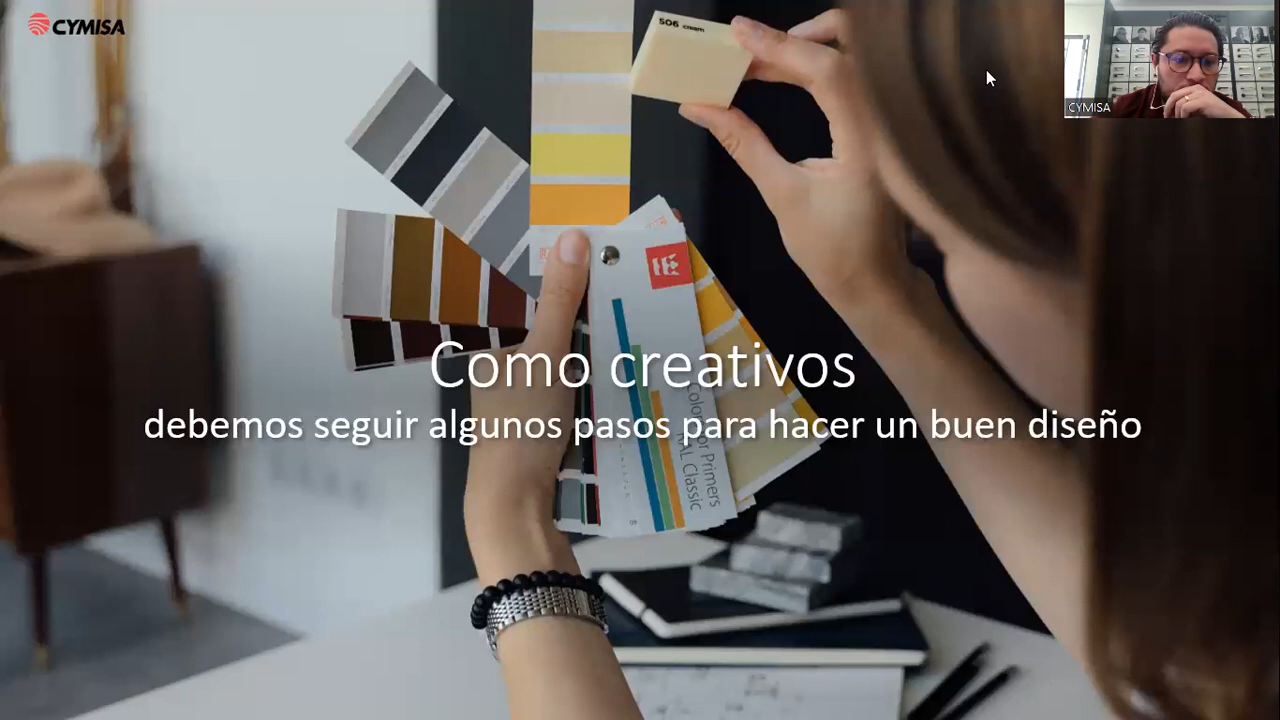 CYMISA
506 cream
CYMISA
Como creativos
debemos seguir algunos pasos para hacer un buen diseño
Color for Primers
RAL Classic